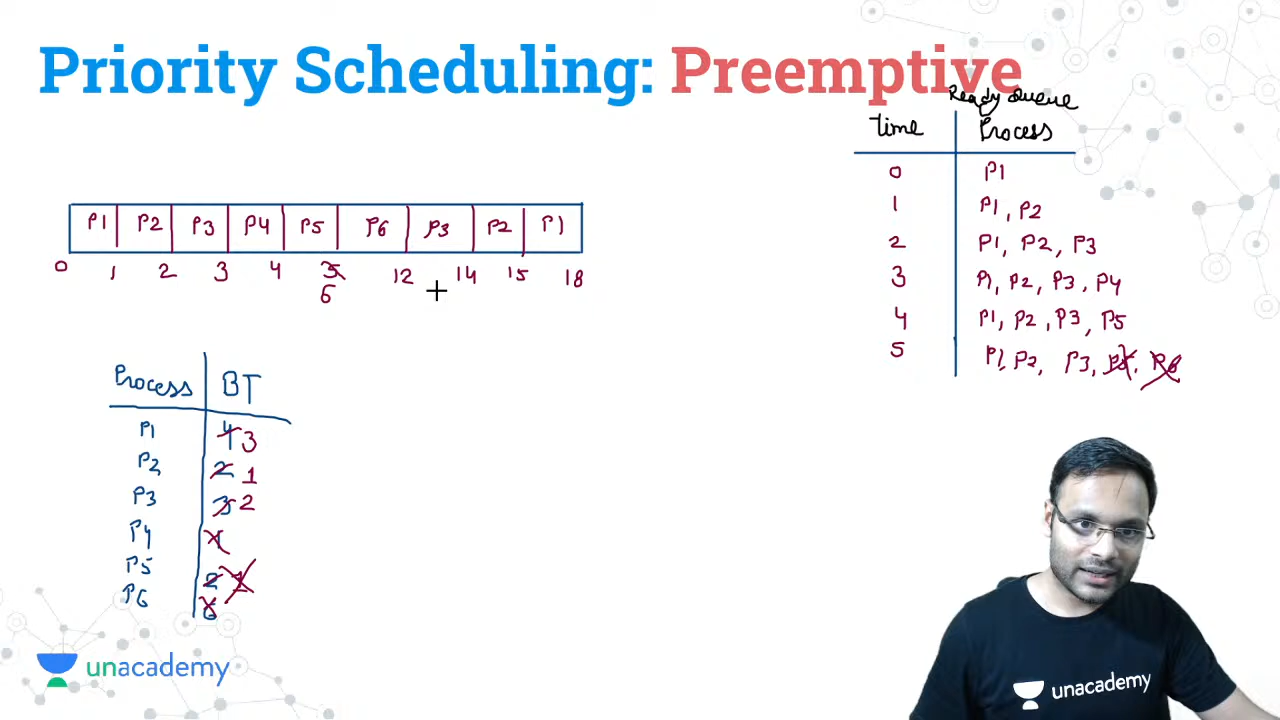 Priority Scheduling: Preemptive
Ready Queue
Time Process
0 P1
1 P1, P2
2 P1, P2, P3
3 P1, P2, P3, P4
4 P1, P2, P3, P5
5 P1, P2, P3, P5, P6
P1 P2 P3 P4 P5 P6 P3 P2 P1
0 1 2 3 4 5 12 14 15 18
6
Process BT
P1 4 3
P2 2 1
P3 3 2
P4 1
P5 2 1
P6 6
unacademy
unacademy